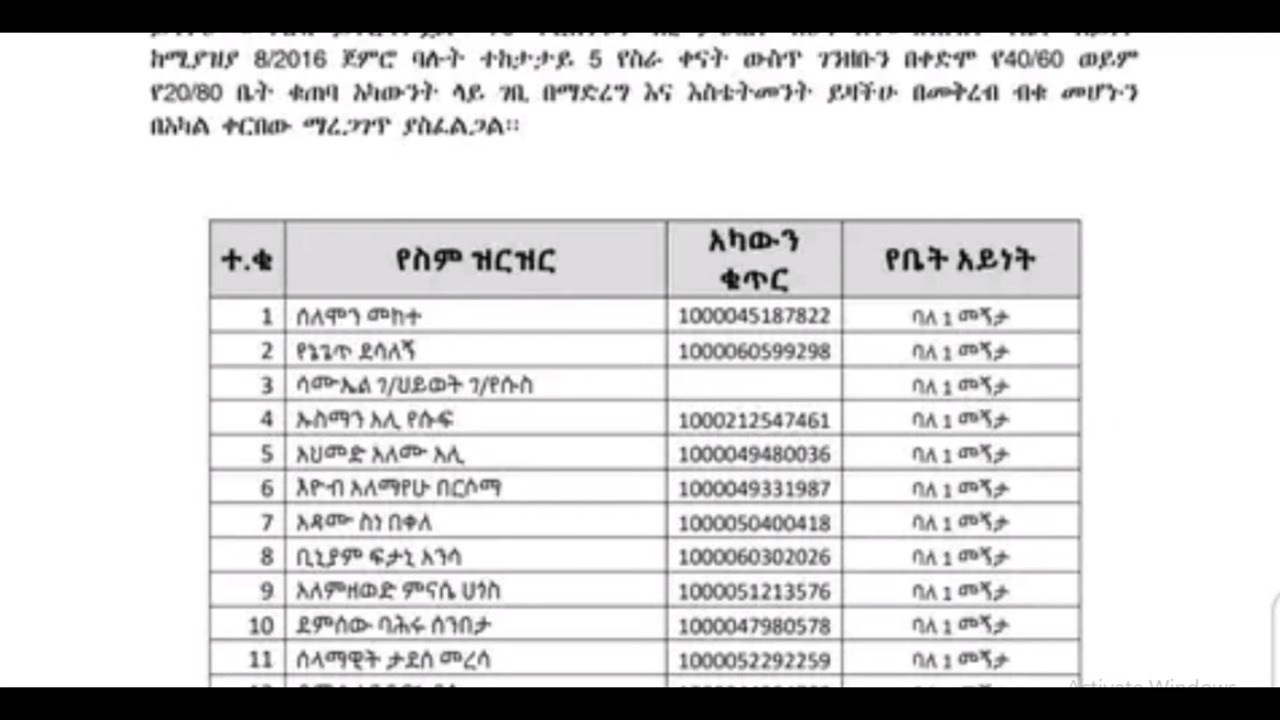 ከሚያዝያ 8/2016 ጀምሮ ባሉት ተከታታይ 5 የስራ ቀናት ውስጥ ገንዘቡን በቀድሞ የ40/60 ወይም
የ20/80 ቤት ቁጠባ አካውንት ላይ ገቢ በማድረግ እና እስቴትመንት ይዛችሁ በመቅረብ ብቁ መሆኑን
በአካል ቀርበው ማረጋገጥ ያስፈልጋል።
ተ.ቁ የስም ዝርዝር አካውን ቁጥር የቤት አይነት
1 ሰለሞን መከተ 1000045187822 ባለ 1 መኝታ
2 የኔጌጥ ደሳለኝ 1000060599298 ባለ 1 መኝታ
3 ሳሙኤል ገ/ህይወት ገ/የሱስ ባለ 1 መኝታ
4 ኡስማን አሊ የሱፍ 1000212547461 ባለ 1 መኝታ
5 አህመድ አለሙ አሊ 1000049480036 ባለ 1 መኝታ
6 እዮብ አለማየሁ በርሶማ 1000049331987 ባለ 1 መኝታ
7 አዳሙ ስነ በቀለ 1000050400418 ባለ 1 መኝታ
8 ቢኒያም ፍታኒ አንሳ 1000060302026 ባለ 1 መኝታ
9 አለምዘወድ ምናሴ ሀጎስ 1000051213576 ባለ 1 መኝታ
10 ደምሰው ባሕሩ ሰንበታ 1000047980578 ባለ 1 መኝታ
11 ሰላማዊት ታደሰ መረሳ 1000052292259 ባለ 1 መኝታ
Activate Windows